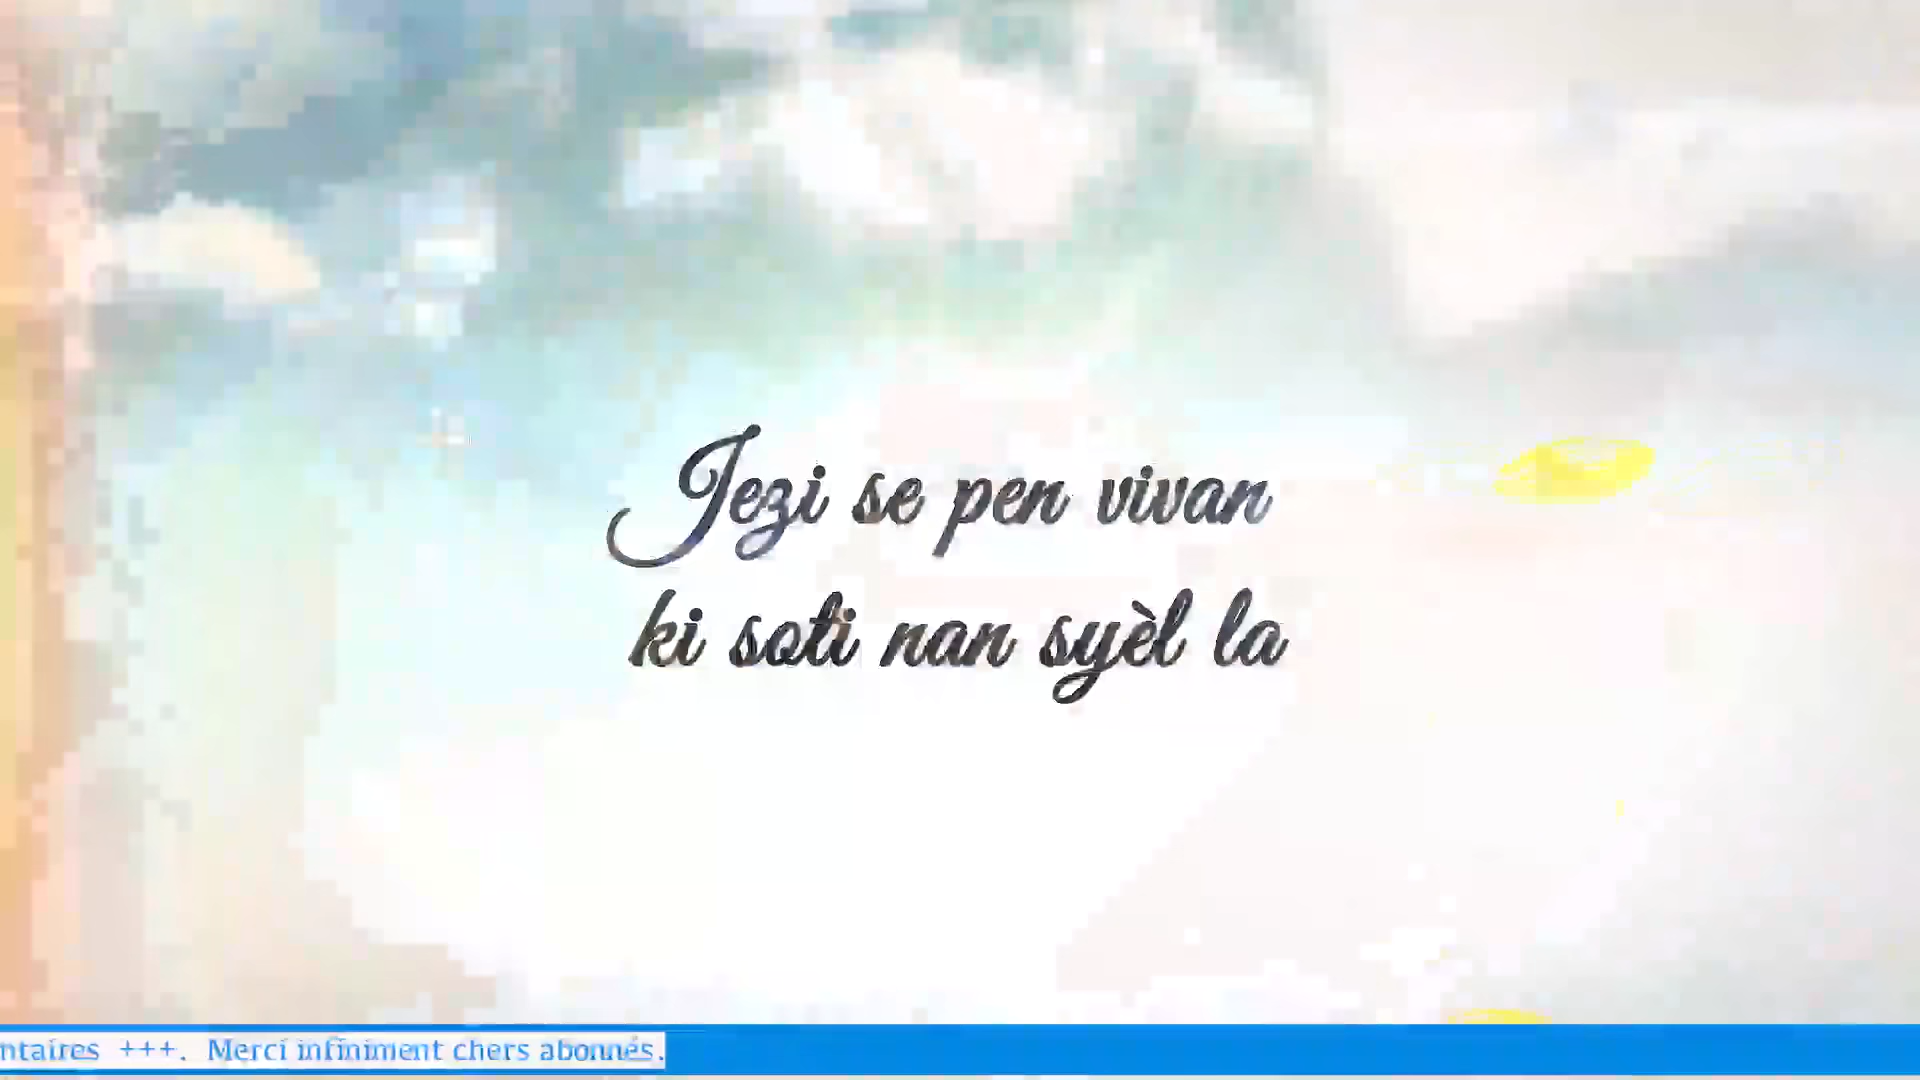 Jezi se pen vivan
ki soti nan syèl la
ntaires +++. Merci infiniment chers abonnés.